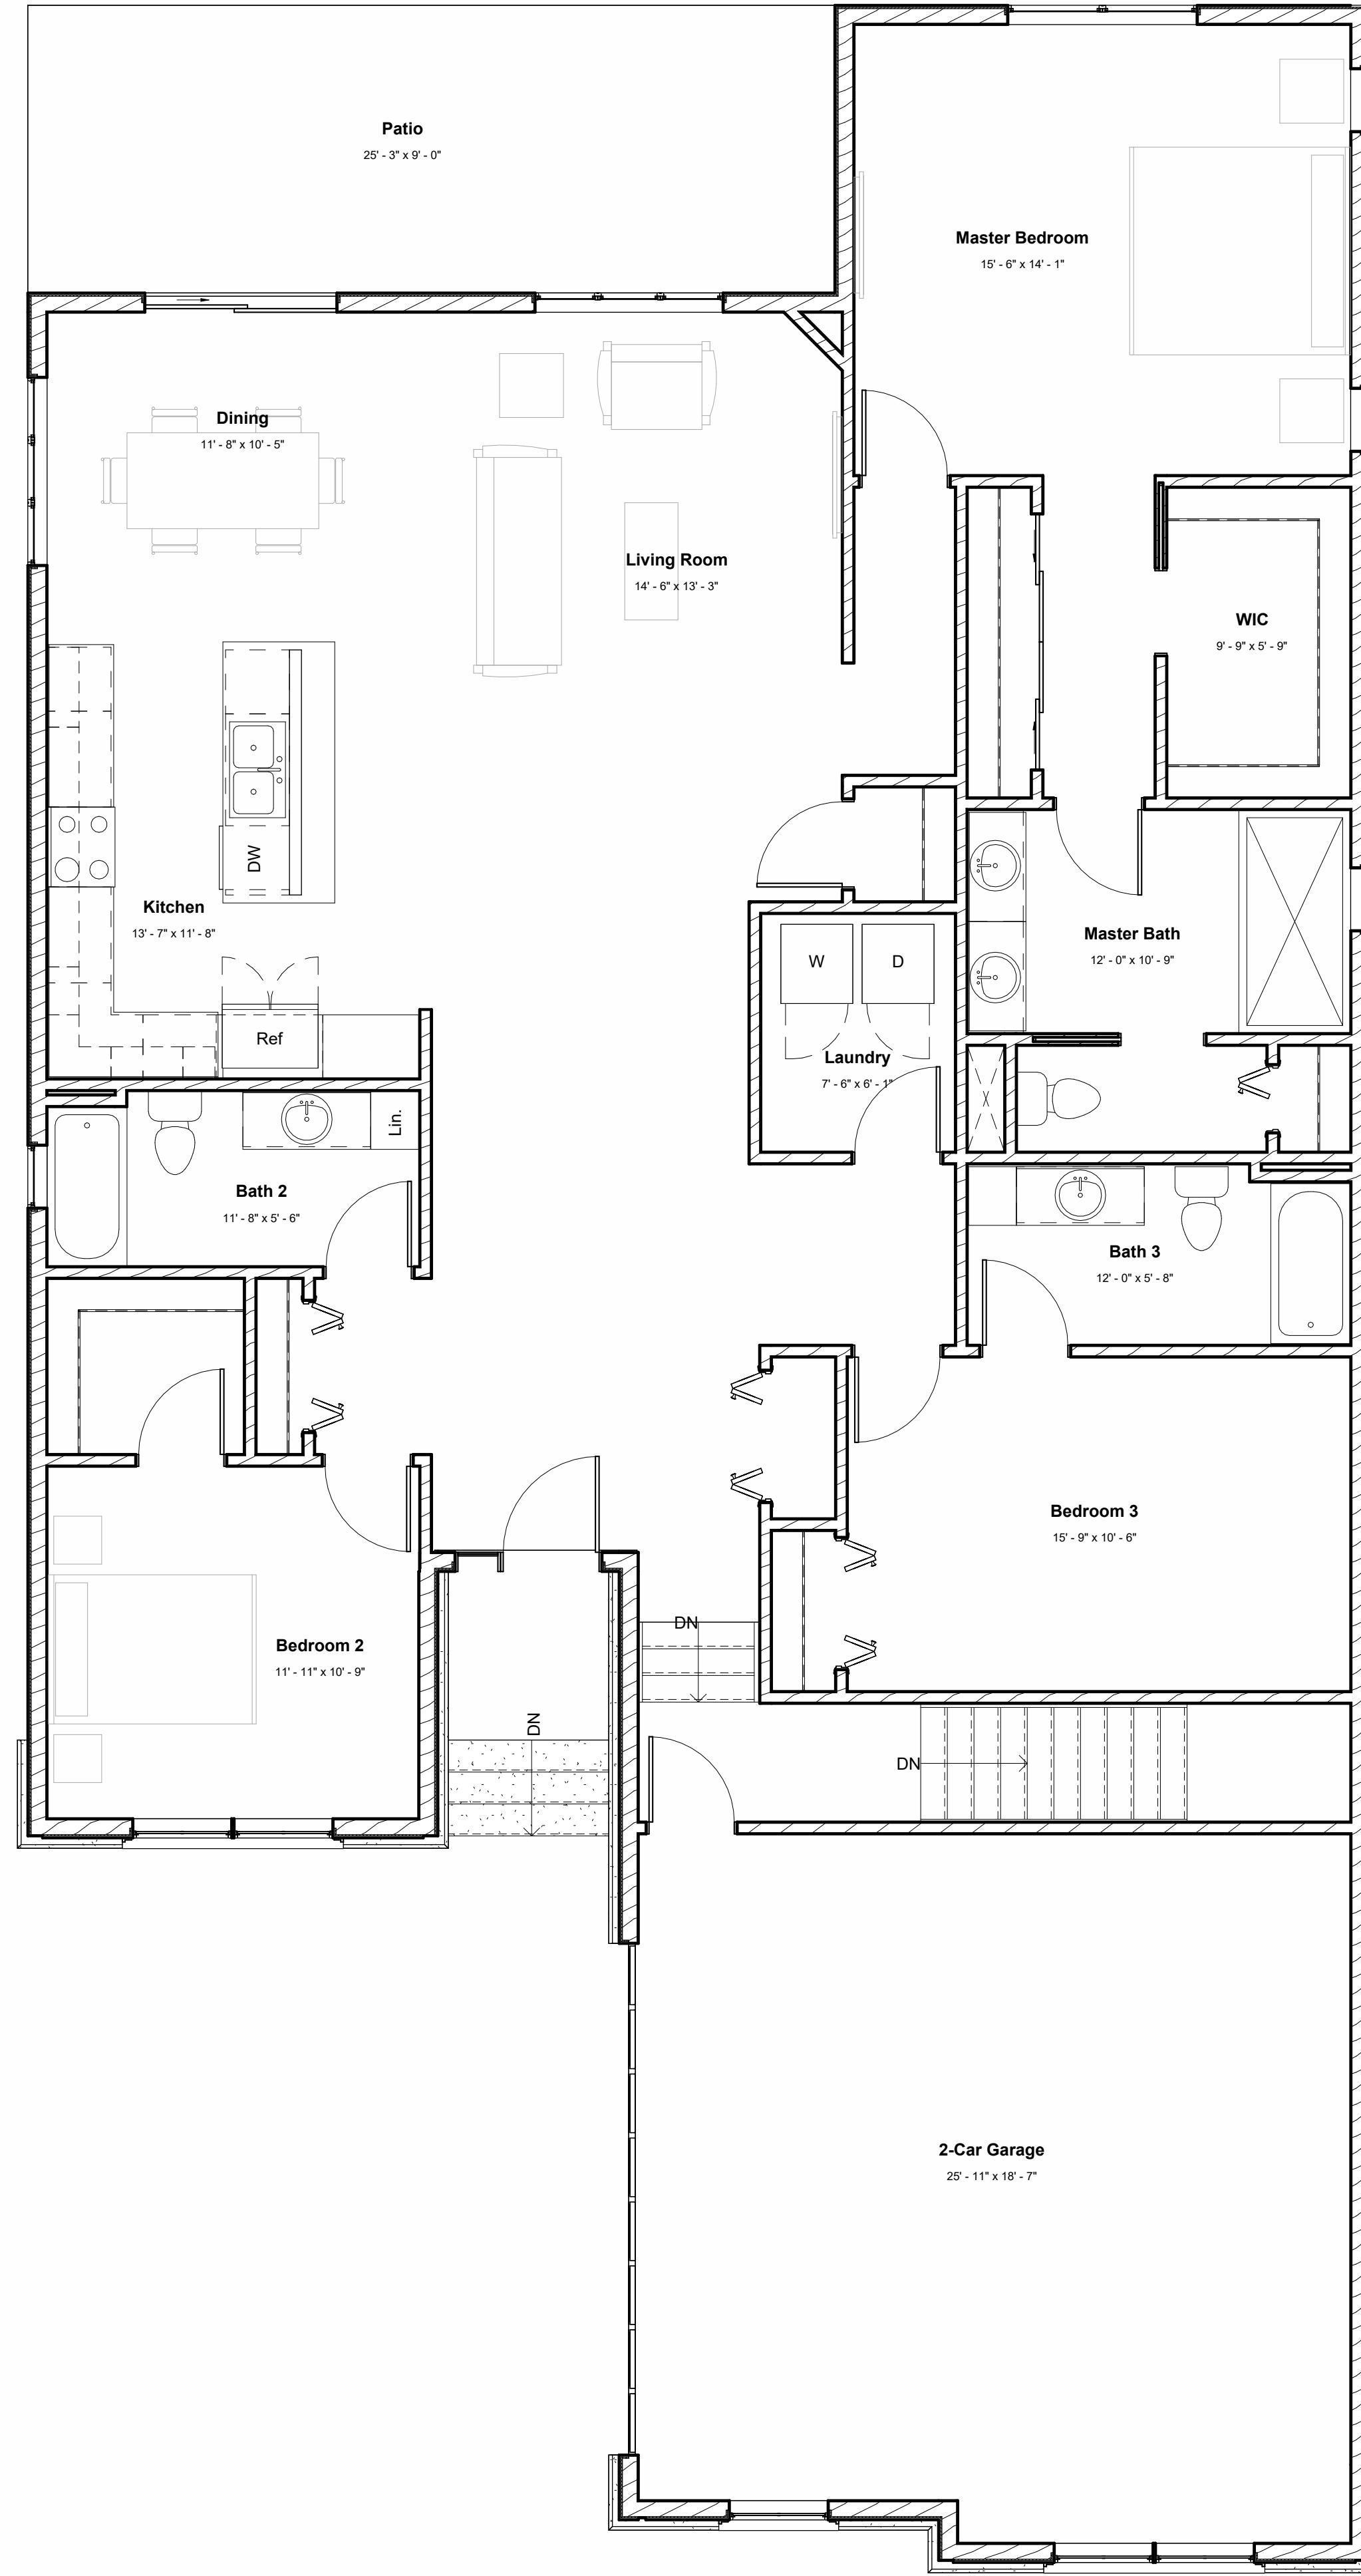 Patio
25' - 3" x 9' - 0"
Master Bedroom
15' - 6" x 14' - 1"
Dining
11' - 8" x 10' - 5"
Living Room
14' - 6" x 13' - 3"
WIC
9' - 9" x 5' - 9"
DW
Kitchen
13' - 7" x 11' - 8"
Master Bath
12' - 0" x 10' - 9"
W
D
Ref
Laundry
7' - 6" x 6' - 1"
Lin.
Bath 2
11' - 8" x 5' - 6"
Bath 3
12' - 0" x 5' - 8"
Bedroom 3
15' - 9" x 10' - 6"
DN
Bedroom 2
11' - 11" x 10' - 9"
DN
DN
2-Car Garage
25' - 11" x 18' - 7"